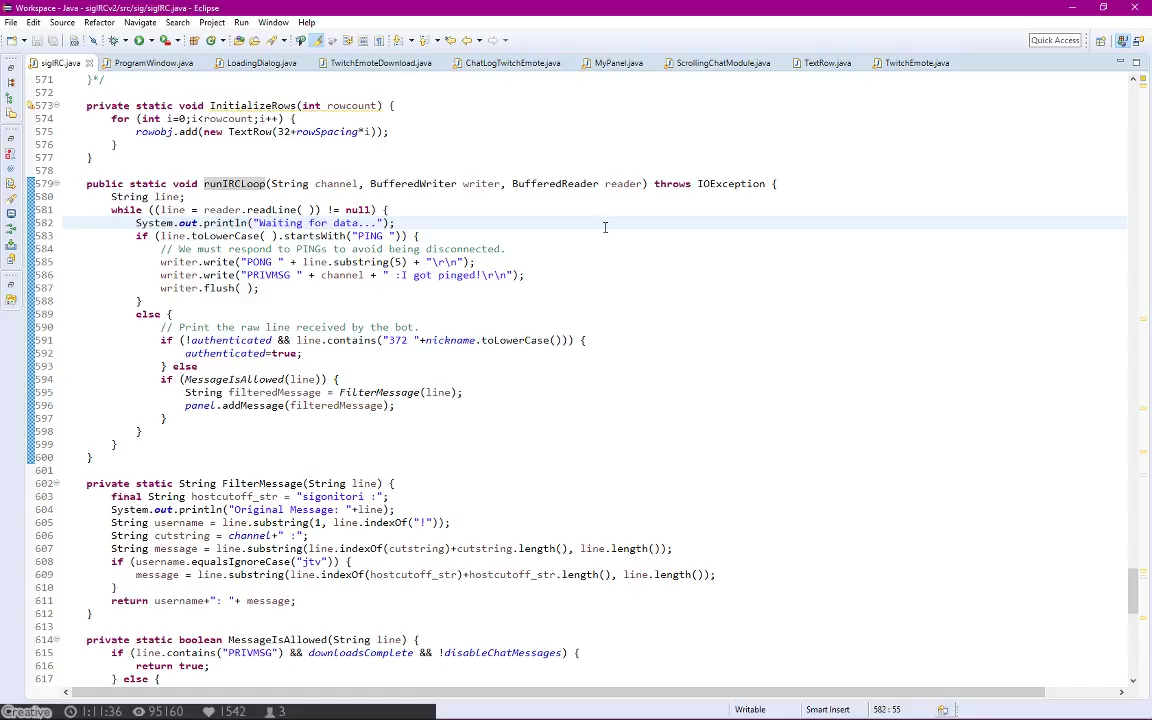 Workspace - Java - sigIRCv2/src/sig/sigIRC.java - Eclipse
File Edit Source Refactor Navigate Search Project Run Window Help
Quick Access
sigIRC.java ProgramWindow.java LoadingDialog.java TwitchEmoteDownload.java ChatLogTwitchEmote.java MyPanel.java ScrollingChatModule.java TextRow.java TwitchEmote.java
571 }*/
572
573 private static void InitializeRows(int rowcount) {
574 for (int i=0;i<rowcount;i++) {
575 rowobj.add(new TextRow(32+rowSpacing*i));
576 }
577 }
578
579 public static void runIRCLoop(String channel, BufferedWriter writer, BufferedReader reader) throws IOException {
580 String line;
581 while ((line = reader.readLine( )) != null) {
582 System.out.println("Waiting for data...");
583 if (line.toLowerCase( ).startsWith("PING ")) {
584 // We must respond to PINGs to avoid being disconnected.
585 writer.write("PONG " + line.substring(5) + "\r\n");
586 writer.write("PRIVMSG " + channel + " :I got pinged!\r\n");
587 writer.flush( );
588 }
589 else {
590 // Print the raw line received by the bot.
591 if (!authenticated && line.contains("372 "+nickname.toLowerCase())) {
592 authenticated=true;
593 } else
594 if (MessageIsAllowed(line)) {
595 String filteredMessage = FilterMessage(line);
596 panel.addMessage(filteredMessage);
597 }
598 }
599 }
600 }
601
602 private static String FilterMessage(String line) {
603 final String hostcutoff_str = "sigonitori :";
604 System.out.println("Original Message: "+line);
605 String username = line.substring(1, line.indexOf("!"));
606 String cutstring = channel+" :";
607 String message = line.substring(line.indexOf(cutstring)+cutstring.length(), line.length());
608 if (username.equalsIgnoreCase("jtv")) {
609 message = line.substring(line.indexOf(hostcutoff_str)+hostcutoff_str.length(), line.length());
610 }
611 return username+": "+ message;
612 }
613
614 private static boolean MessageIsAllowed(String line) {
615 if (line.contains("PRIVMSG") && downloadsComplete && !disableChatMessages) {
616 return true;
617 } else {
Creative 1:11:36 95160 1542 3
Writable Smart Insert 582 : 55